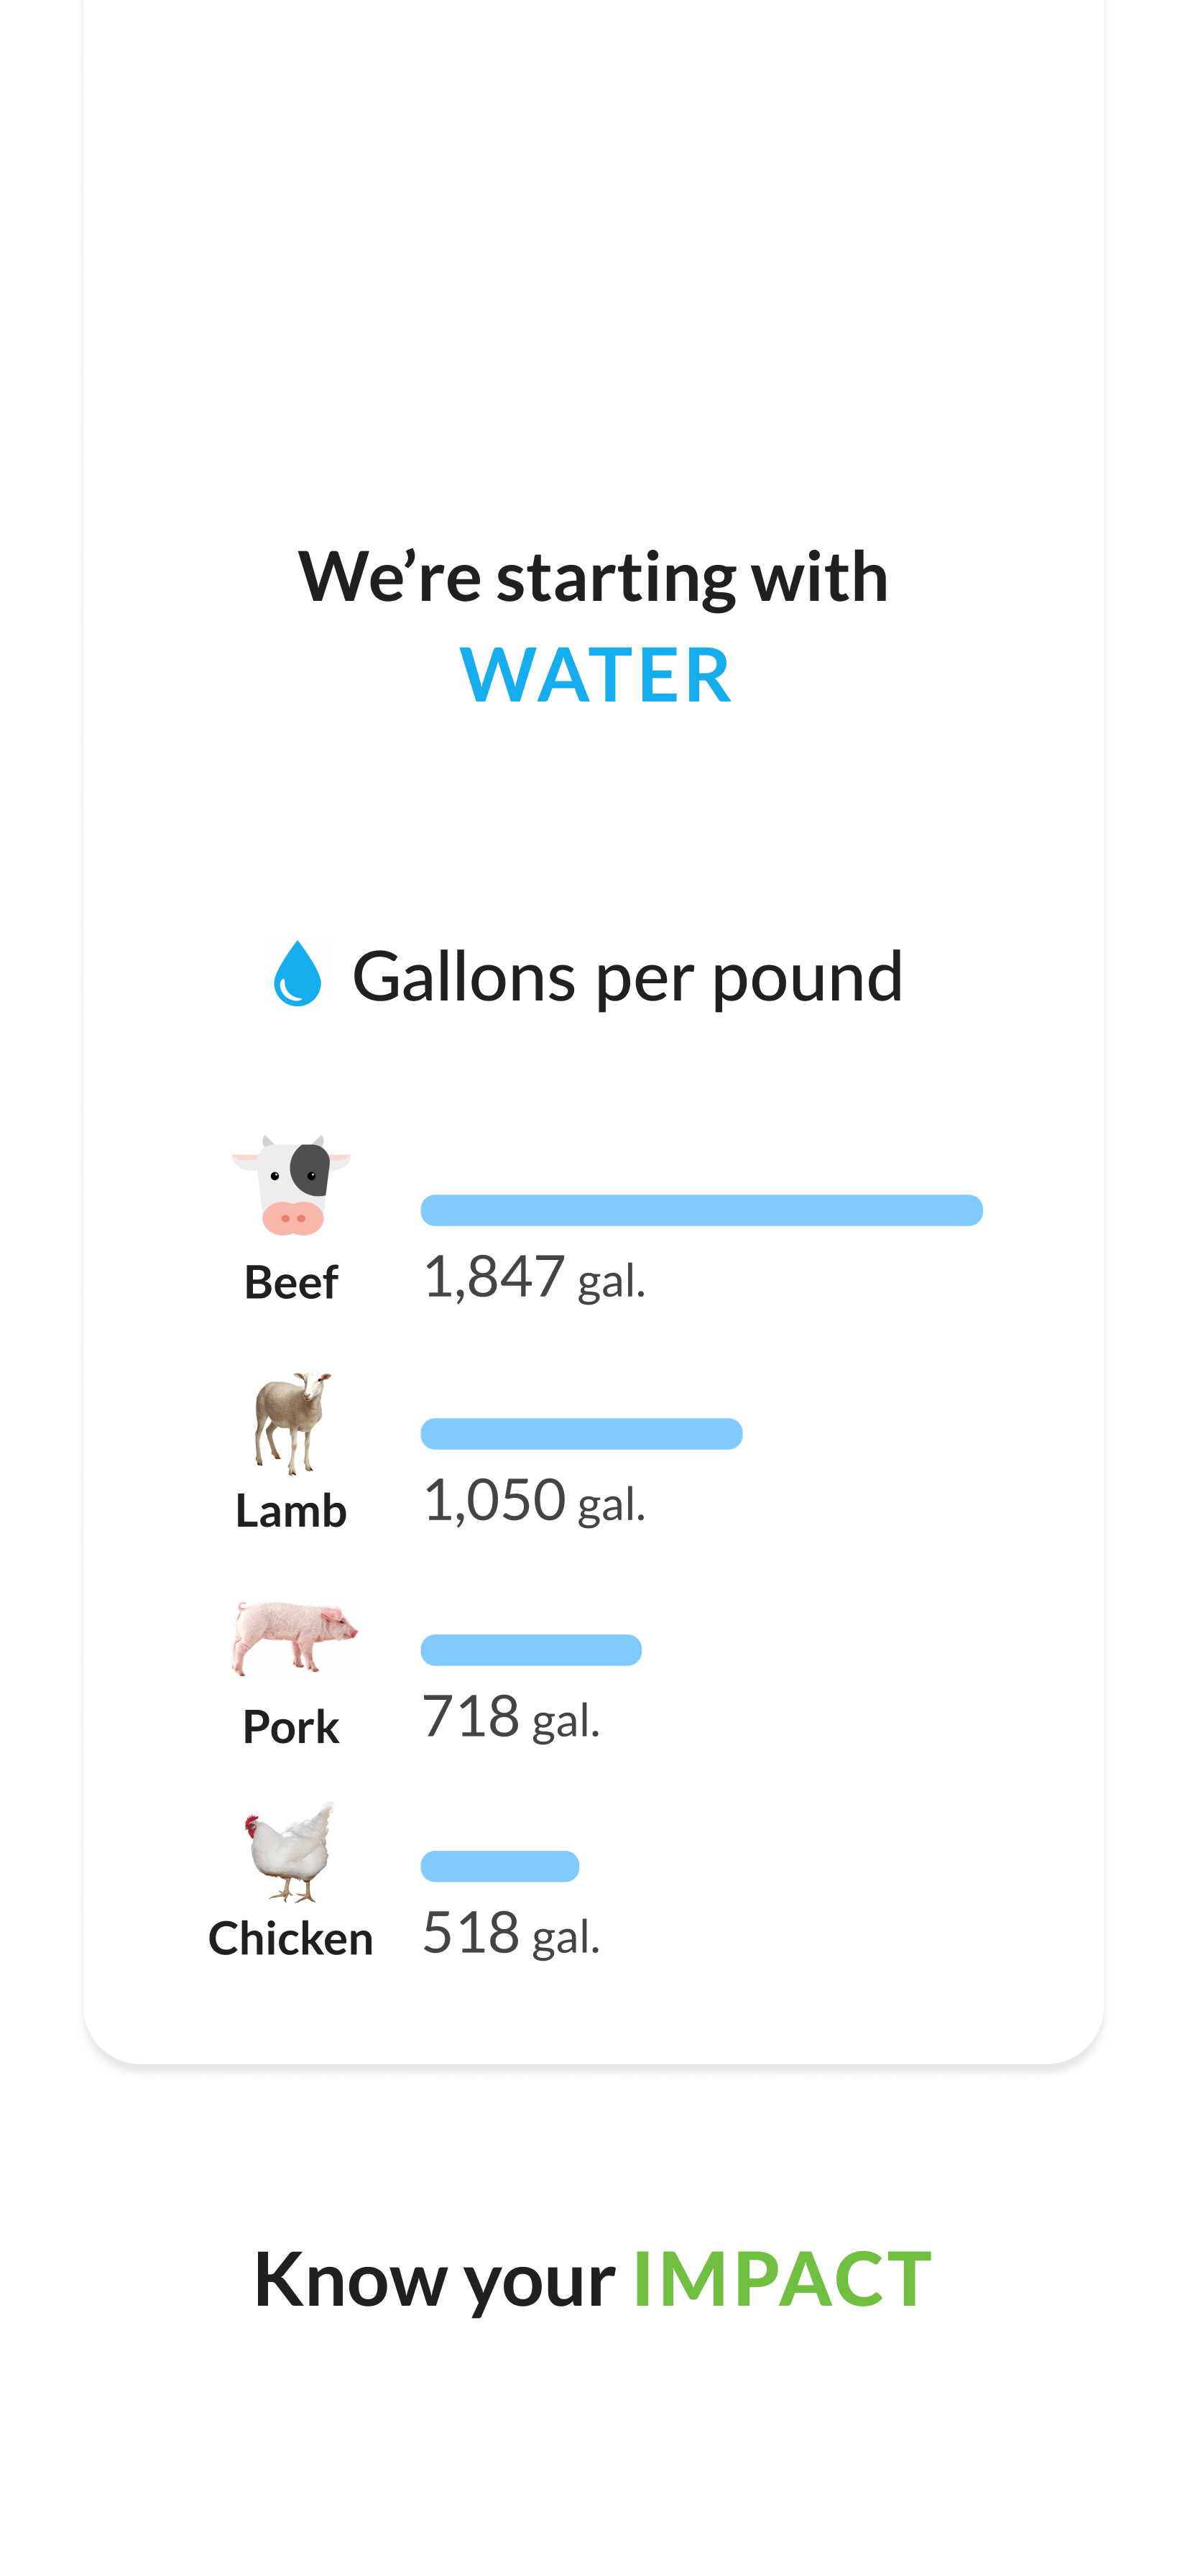 We’re starting with
WATER
Gallons per pound
Beef
1,847 gal.
Lamb
1,050 gal.
Pork
718 gal.
Chicken
518 gal.
Know your IMPACT